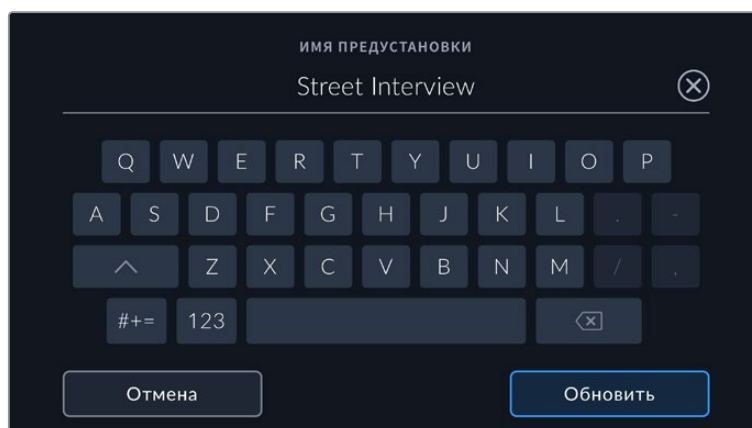 ИМЯ ПРЕДУСТАНОВКИ
Street Interview
Q W E R T Y U I O P
A S D F G H J K L . -
Z X C V B N M / ,
#+= 123
Отмена Обновить